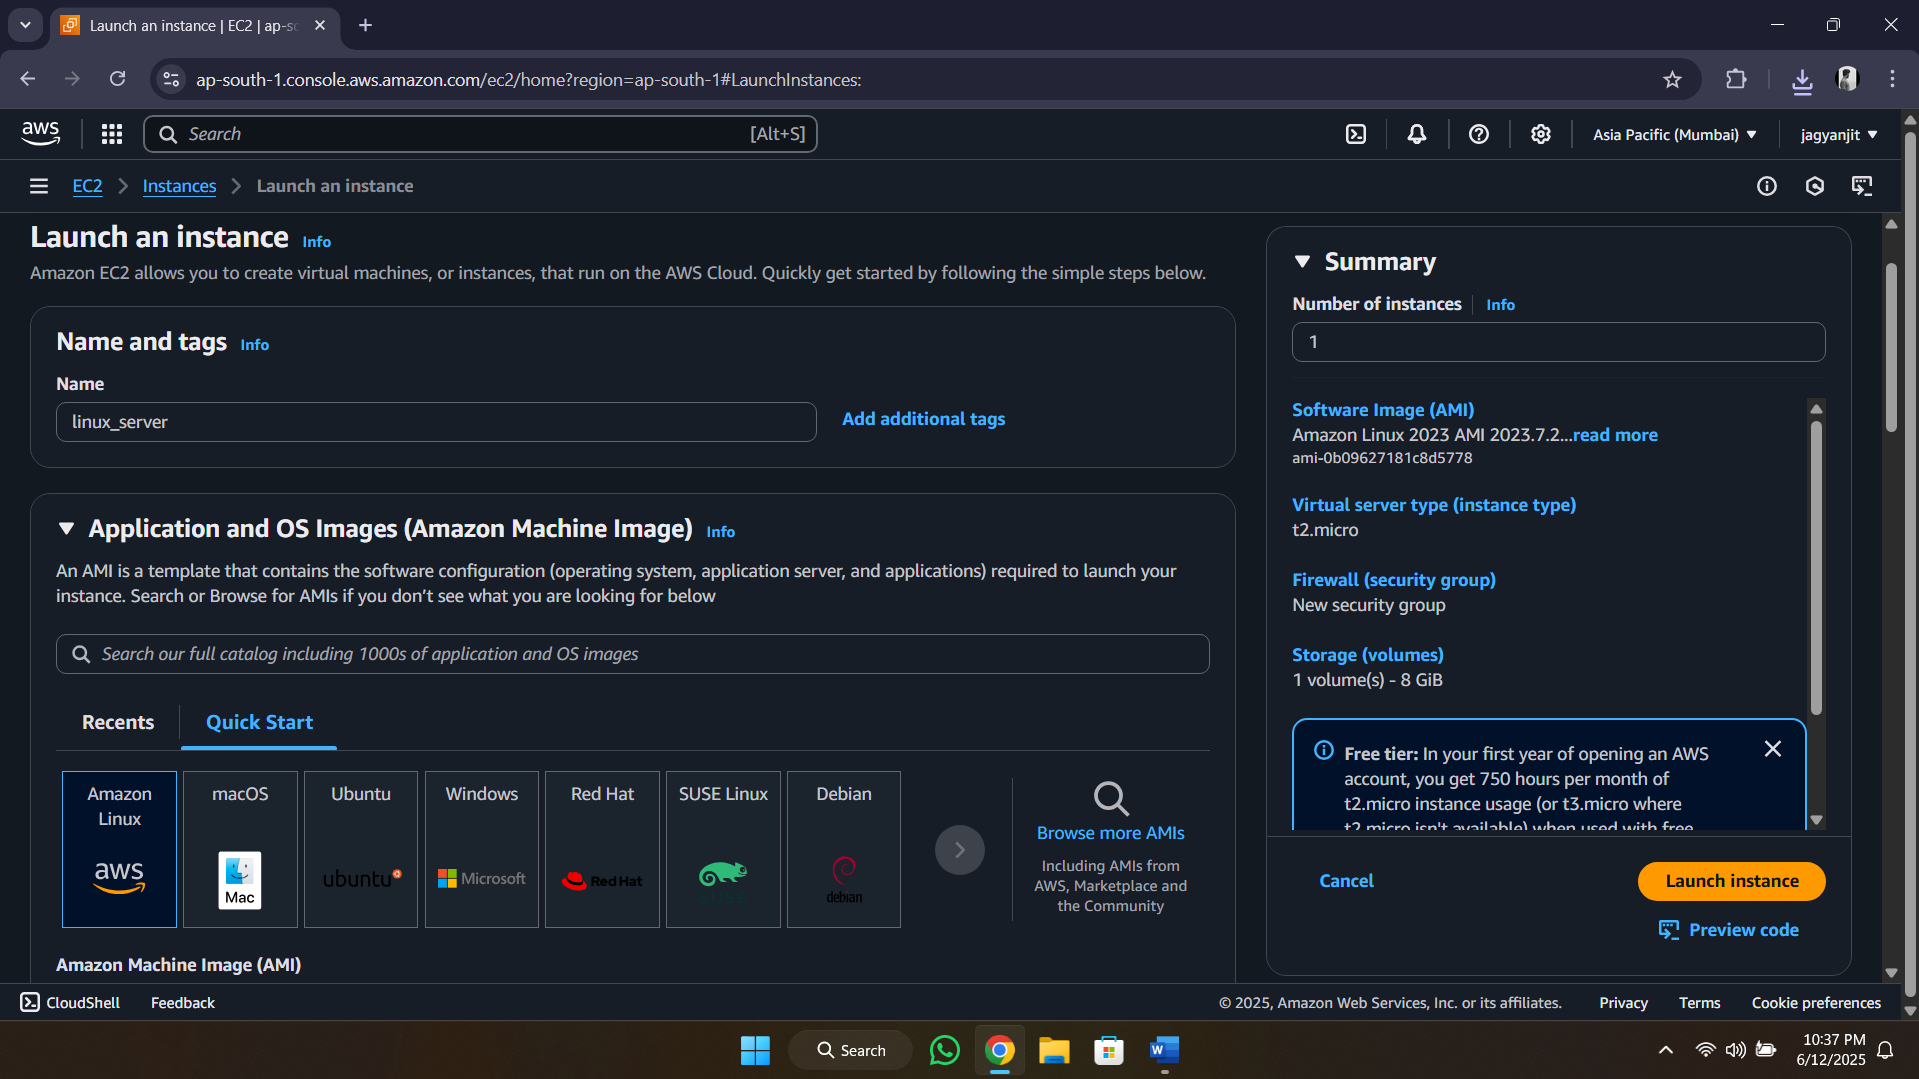 Launch an instance | EC2 | ap-so
ap-south-1.console.aws.amazon.com/ec2/home?region=ap-south-1#LaunchInstances:
aws
Search
[Alt+S]
Asia Pacific (Mumbai)
jagyanjit
EC2
Instances
Launch an instance
Launch an instance
Info
Amazon EC2 allows you to create virtual machines, or instances, that run on the AWS Cloud. Quickly get started by following the simple steps below.
Name and tags
Info
Name
linux_server
Add additional tags
Application and OS Images (Amazon Machine Image)
Info
An AMI is a template that contains the software configuration (operating system, application server, and applications) required to launch your
instance. Search or Browse for AMIs if you don’t see what you are looking for below
Search our full catalog including 1000s of application and OS images
Recents
Quick Start
Amazon
Linux
aws
macOS
Mac
Ubuntu
ubuntu
Windows
Microsoft
Red Hat
Red Hat
SUSE Linux
Debian
debian
Browse more AMIs
Including AMIs from
AWS, Marketplace and
the Community
Amazon Machine Image (AMI)
Summary
Number of instances
Info
1
Software Image (AMI)
Amazon Linux 2023 AMI 2023.7.2...read more
ami-0b09627181c8d5778
Virtual server type (instance type)
t2.micro
Firewall (security group)
New security group
Storage (volumes)
1 volume(s) - 8 GiB
Free tier: In your first year of opening an AWS
account, you get 750 hours per month of
t2.micro instance usage (or t3.micro where
t2.micro isn't available) when used with free
Cancel
Launch instance
Preview code
CloudShell
Feedback
© 2025, Amazon Web Services, Inc. or its affiliates.
Privacy
Terms
Cookie preferences
Search
W
10:37 PM
6/12/2025